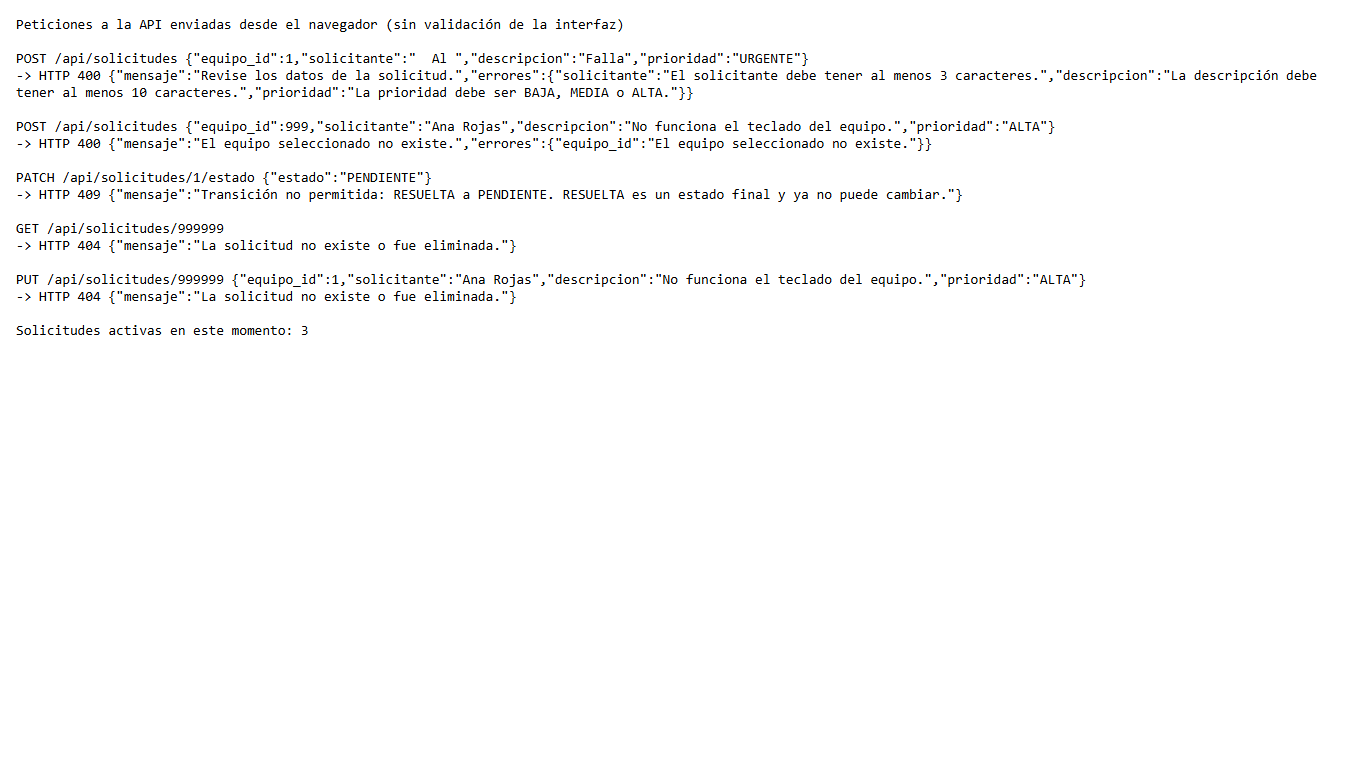 Peticiones a la API enviadas desde el navegador (sin validación de la interfaz)
POST /api/solicitudes {"equipo_id":1,"solicitante":"  Al ","descripcion":"Falla","prioridad":"URGENTE"}
-> HTTP 400 {"mensaje":"Revise los datos de la solicitud.","errores":{"solicitante":"El solicitante debe tener al menos 3 caracteres.","descripcion":"La descripción debe
tener al menos 10 caracteres.","prioridad":"La prioridad debe ser BAJA, MEDIA o ALTA."}}
POST /api/solicitudes {"equipo_id":999,"solicitante":"Ana Rojas","descripcion":"No funciona el teclado del equipo.","prioridad":"ALTA"}
-> HTTP 400 {"mensaje":"El equipo seleccionado no existe.","errores":{"equipo_id":"El equipo seleccionado no existe."}}
PATCH /api/solicitudes/1/estado {"estado":"PENDIENTE"}
-> HTTP 409 {"mensaje":"Transición no permitida: RESUELTA a PENDIENTE. RESUELTA es un estado final y ya no puede cambiar."}
GET /api/solicitudes/999999
-> HTTP 404 {"mensaje":"La solicitud no existe o fue eliminada."}
PUT /api/solicitudes/999999 {"equipo_id":1,"solicitante":"Ana Rojas","descripcion":"No funciona el teclado del equipo.","prioridad":"ALTA"}
-> HTTP 404 {"mensaje":"La solicitud no existe o fue eliminada."}
Solicitudes activas en este momento: 3